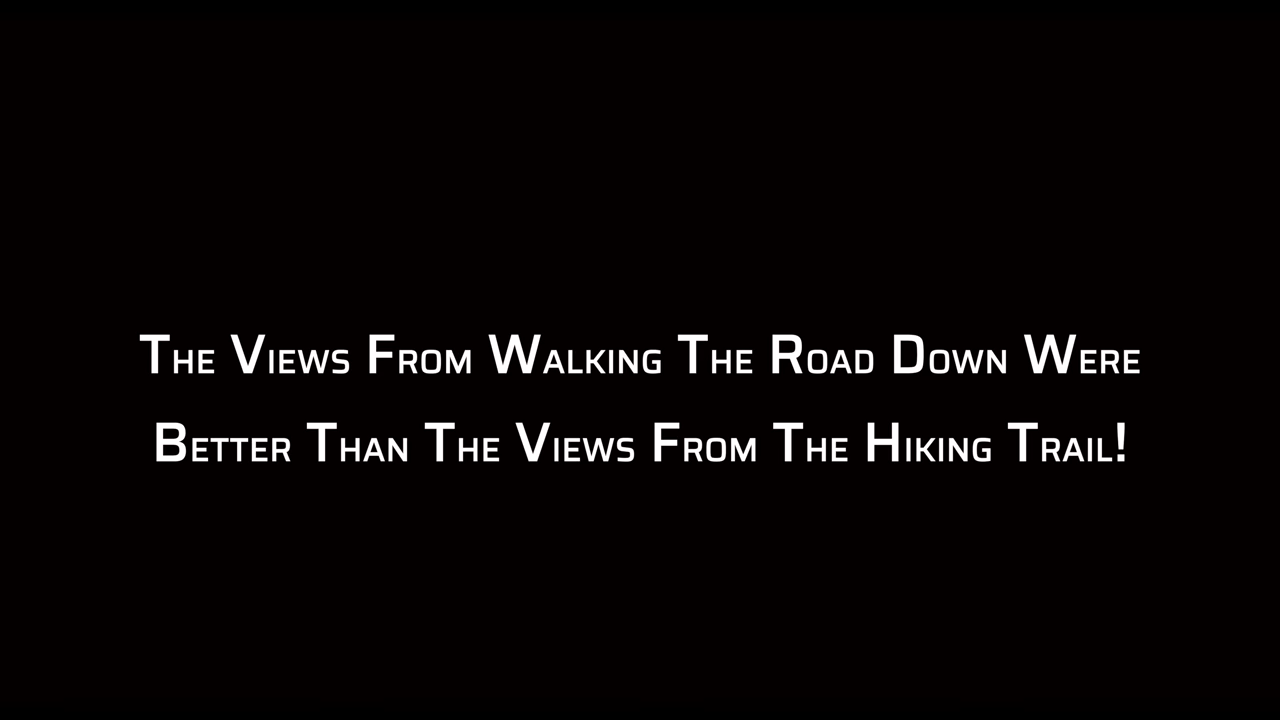 The Views From Walking The Road Down Were
Better Than The Views From The Hiking Trail!